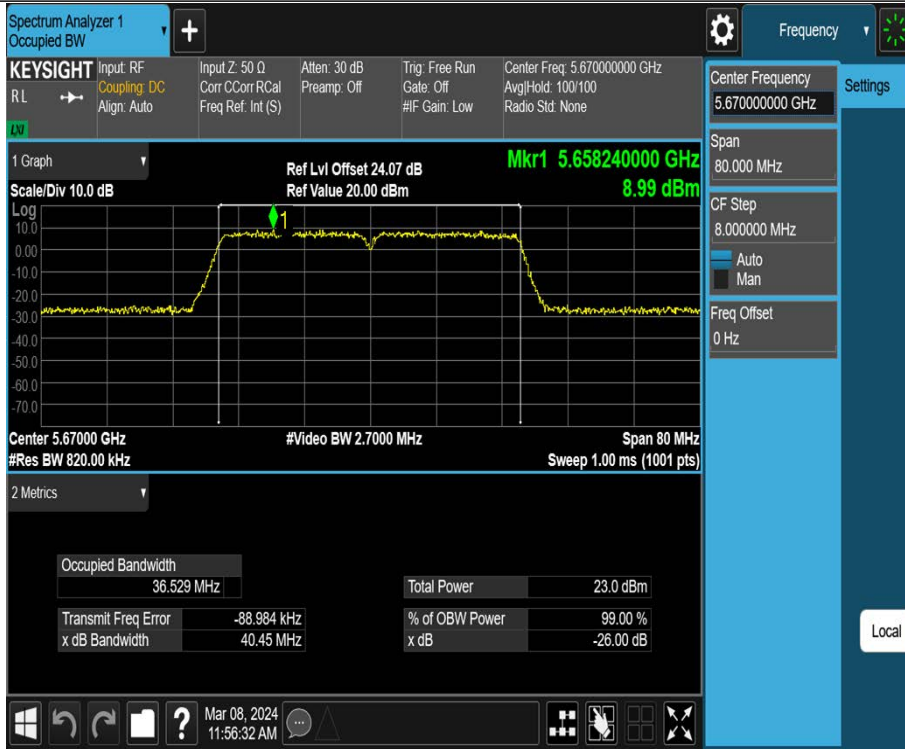 Spectrum Analyzer 1
Occupied BW
+
Frequency
KEYSIGHT
R L
LXI
Input: RF
Coupling: DC
Align: Auto
Input Z: 50 Ω
Corr CCorr RCal
Freq Ref: Int (S)
Atten: 30 dB
Preamp: Off
Trig: Free Run
Gate: Off
#IF Gain: Low
Center Freq: 5.670000000 GHz
Avg|Hold: 100/100
Radio Std: None
Center Frequency
5.670000000 GHz
Settings
Span
80.000 MHz
CF Step
8.000000 MHz
Auto
Man
Freq Offset
0 Hz
1 Graph
Scale/Div 10.0 dB
Ref Lvl Offset 24.07 dB
Ref Value 20.00 dBm
Mkr1 5.658240000 GHz
8.99 dBm
Log
10.0
0.00
-10.0
-20.0
-30.0
-40.0
-50.0
-60.0
-70.0
1
Center 5.67000 GHz
#Res BW 820.00 kHz
#Video BW 2.7000 MHz
Span 80 MHz
Sweep 1.00 ms (1001 pts)
2 Metrics
Occupied Bandwidth
36.529 MHz
Transmit Freq Error -88.984 kHz
x dB Bandwidth 40.45 MHz
Total Power 23.0 dBm
% of OBW Power 99.00 %
x dB -26.00 dB
Local
?
Mar 08, 2024
11:56:32 AM